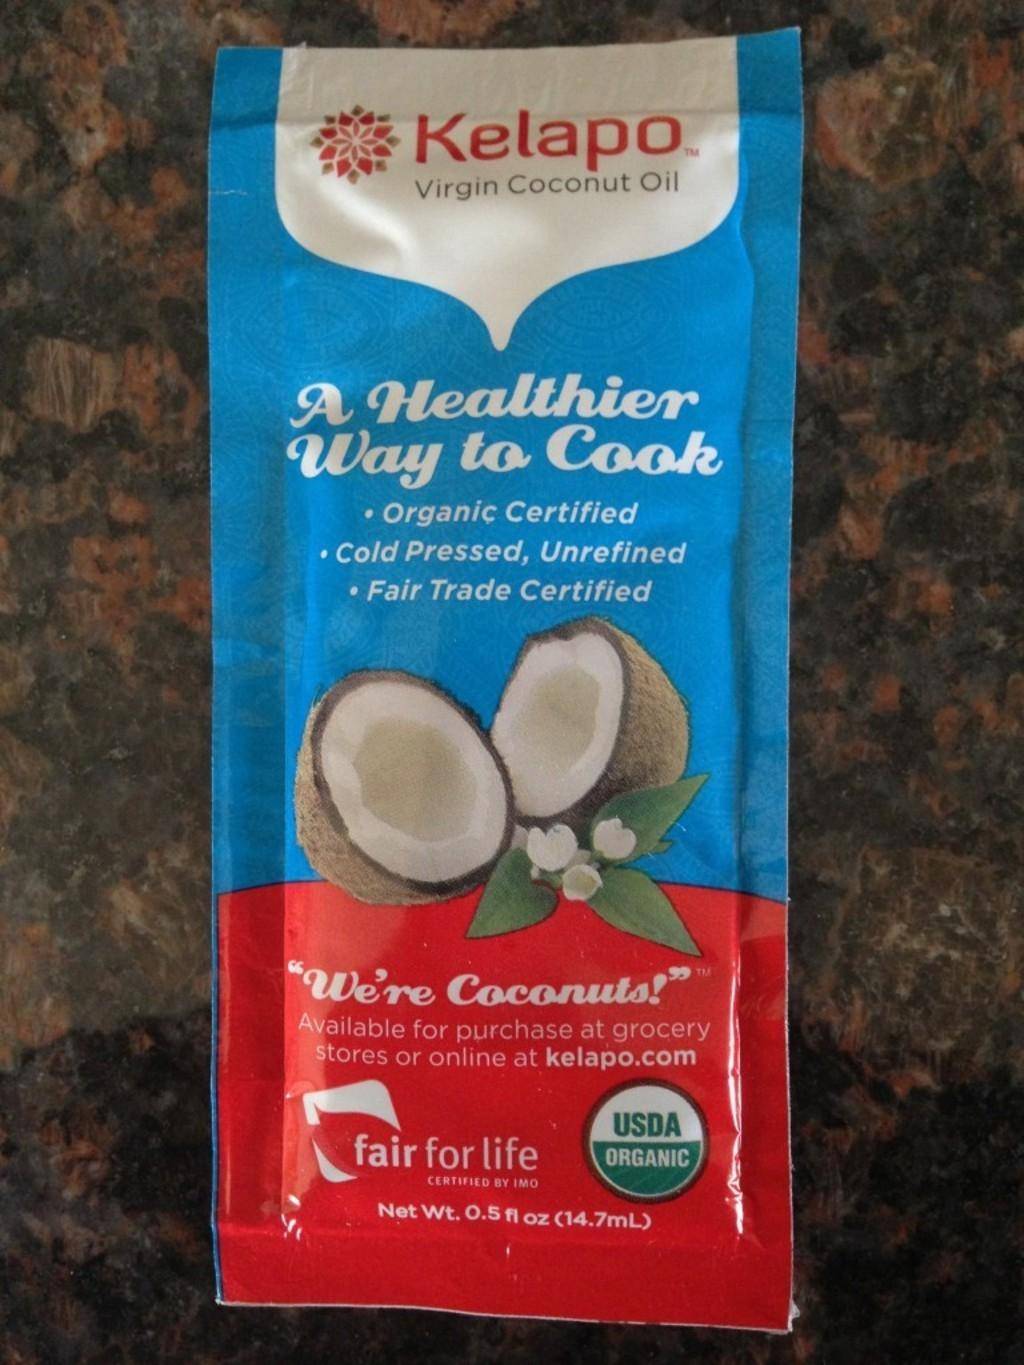 Kelapo™
Virgin Coconut Oil
A Healthier
Way to Cook
• Organic Certified
• Cold Pressed, Unrefined
• Fair Trade Certified
“We’re Coconuts!”™
Available for purchase at grocery
stores or online at kelapo.com
fair for life
CERTIFIED BY IMO
USDA
ORGANIC
Net Wt. 0.5 fl oz (14.7mL)